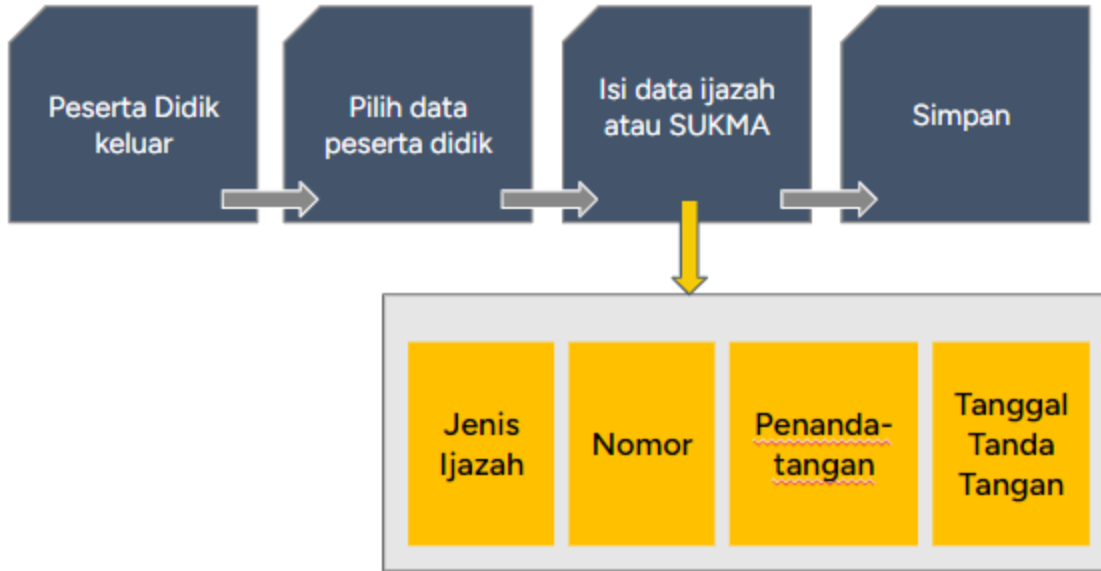 Peserta Didik
keluar
Pilih data
peserta didik
Isi data ijazah
atau SUKMA
Simpan
Jenis
Ijazah
Nomor
Penanda-
tangan
Tanggal
Tanda
Tangan